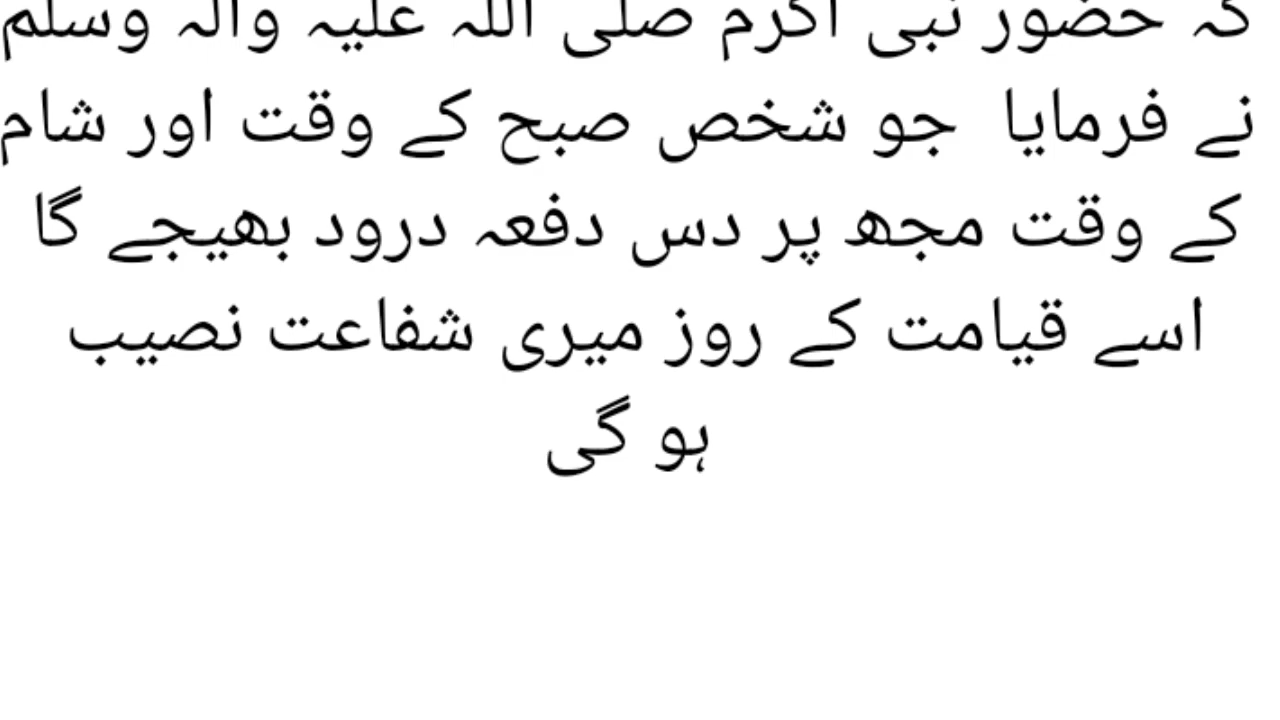 کہ حضور نبی اکرم صلی اللہ علیہ والہ وسلم
نے فرمایا جو شخص صبح کے وقت اور شام
کے وقت مجھ پر دس دفعہ درود بھیجے گا
اسے قیامت کے روز میری شفاعت نصیب
ہو گی